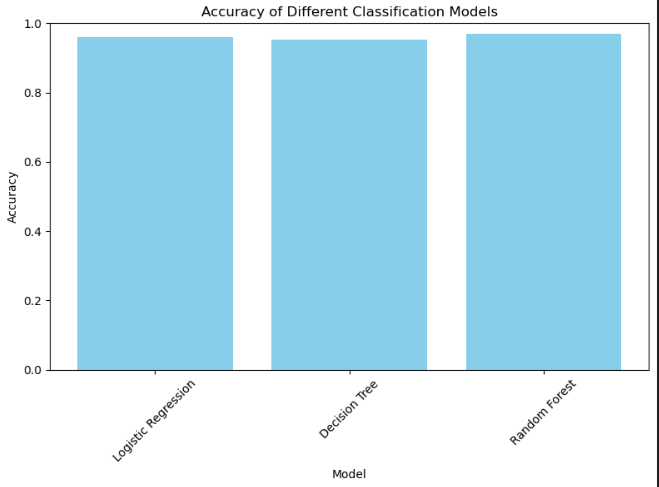 Accuracy of Different Classification Models
1.0
0.8
0.6
0.4
0.2
0.0
Accuracy
Logistic Regression
Decision Tree
Random Forest
Model